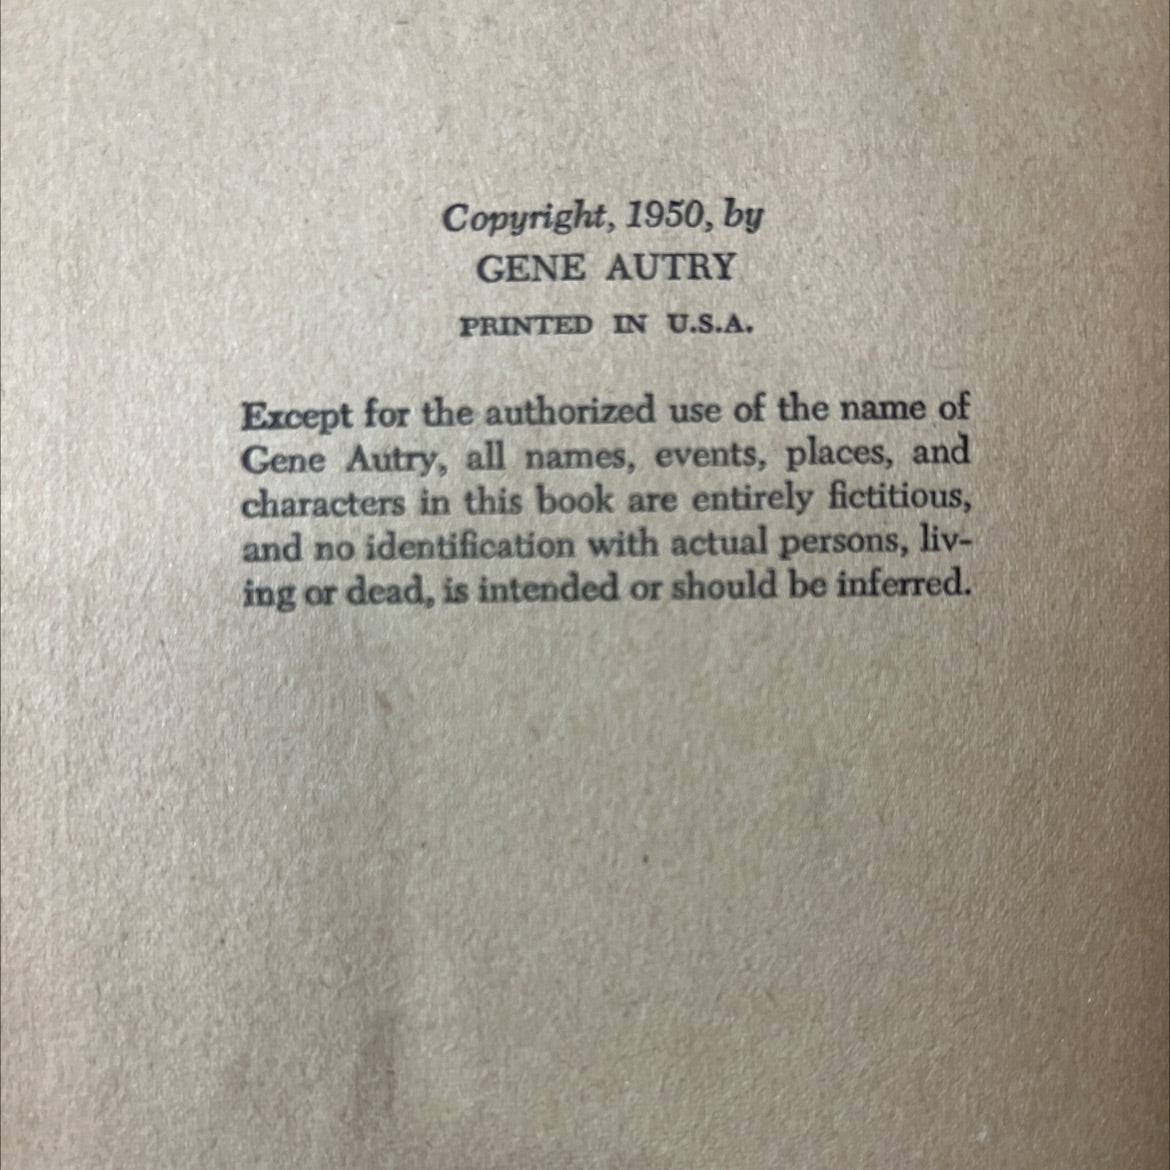 Copyright, 1950, by
GENE AUTRY
PRINTED IN U.S.A.
Except for the authorized use of the name of
Gene Autry, all names, events, places, and
characters in this book are entirely fictitious,
and no identification with actual persons, liv-
ing or dead, is intended or should be inferred.